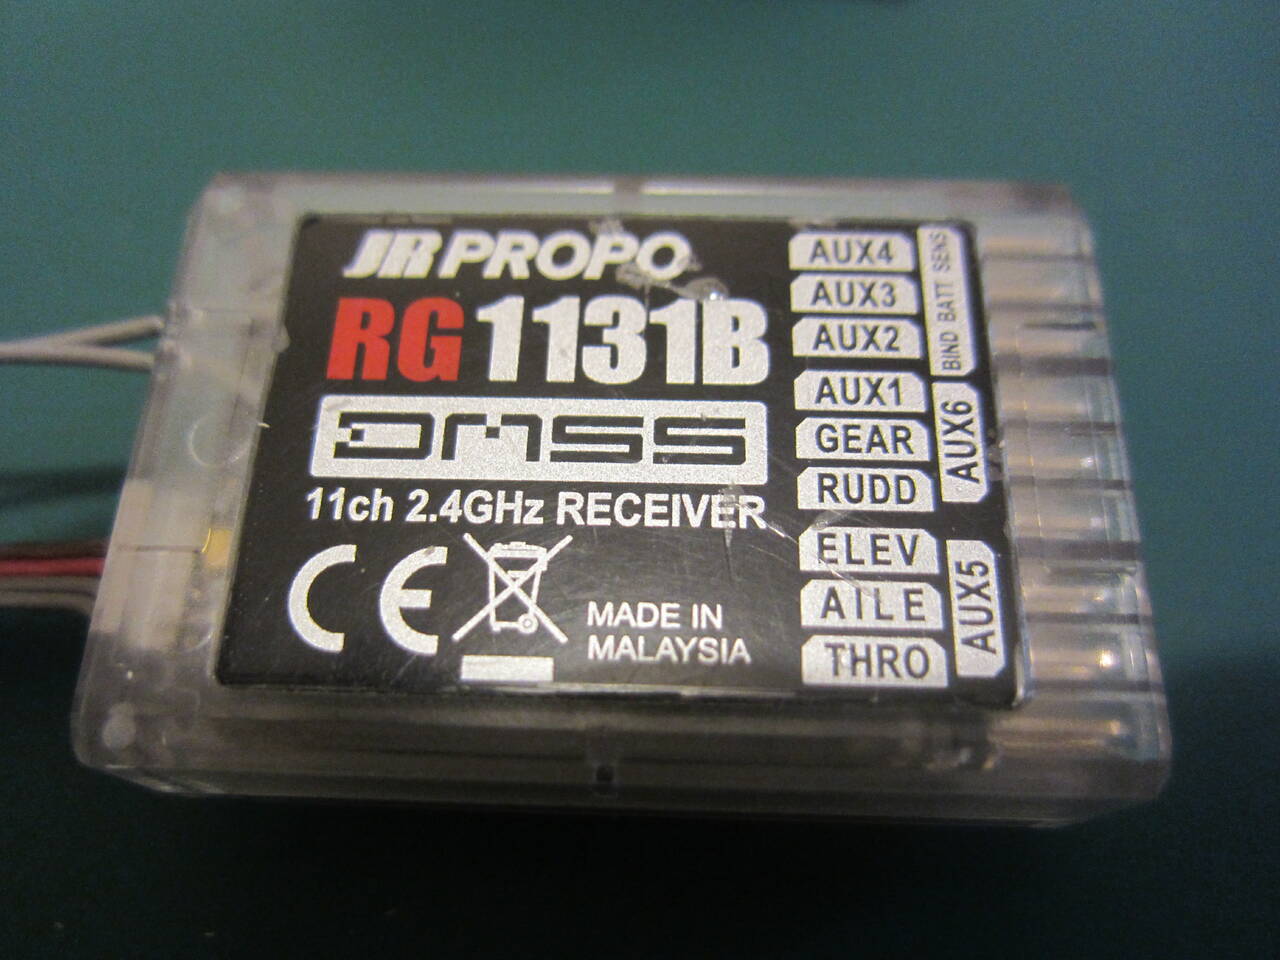 JR PROPO
RG 1131B
DMSS
11ch 2.4GHz RECEIVER
CE
MADE IN
MALAYSIA
AUX4
AUX3
AUX2
AUX1
GEAR
RUDD
ELEV
AILE
THRO
BIND BATT SENS
AUX6
AUX5